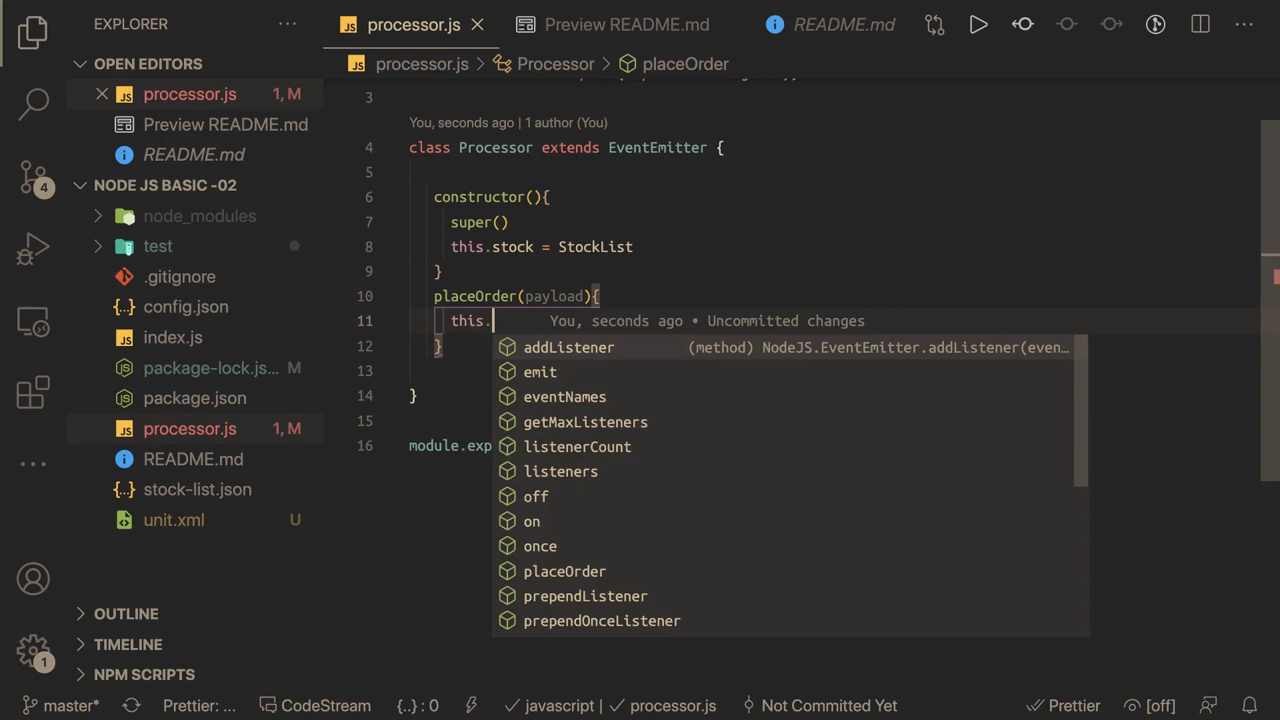 EXPLORER
processor.js
Preview README.md
README.md
OPEN EDITORS
processor.js 1, M
Preview README.md
README.md
NODE JS BASIC -02
node_modules
test
.gitignore
config.json
index.js
package-lock.js... M
package.json
processor.js 1, M
README.md
stock-list.json
unit.xml U
OUTLINE
TIMELINE
NPM SCRIPTS
4
1
processor.js > Processor > placeOrder
3
You, seconds ago | 1 author (You)
4 class Processor extends EventEmitter {
5
6 constructor(){
7 super()
8 this.stock = StockList
9 }
10 placeOrder(payload){
11 this. You, seconds ago • Uncommitted changes
12 }
13
14 }
15
16 module.exp
addListener (method) NodeJS.EventEmitter.addListener(even…
emit
eventNames
getMaxListeners
listenerCount
listeners
off
on
once
placeOrder
prependListener
prependOnceListener
master* Prettier: ... CodeStream {..} : 0 javascript | processor.js Not Committed Yet Prettier [off]